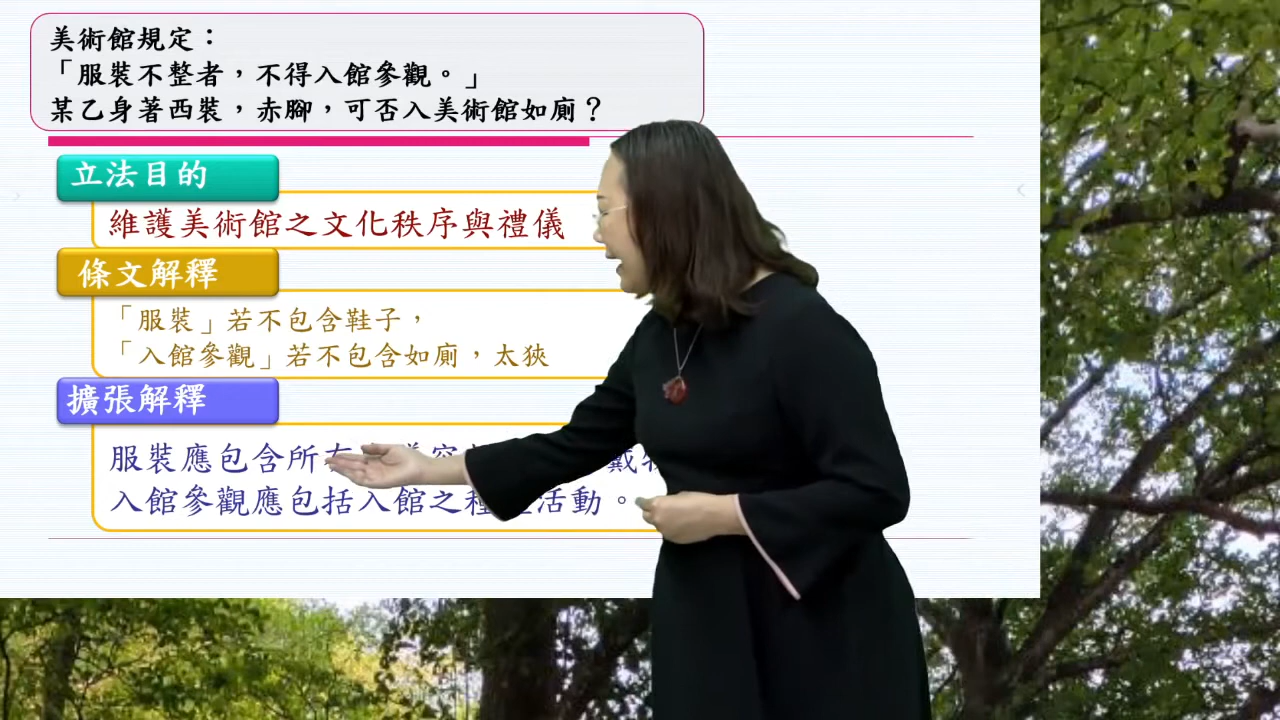 美術館規定：
「服裝不整者，不得入館參觀。」
某乙身著西裝，赤腳，可否入美術館如廁？
立法目的
維護美術館之文化秩序與禮儀
條文解釋
「服裝」若不包含鞋子，
「入館參觀」若不包含如廁，太狹
擴張解釋
服裝應包含所
入館參觀應包括入館之種 活動。